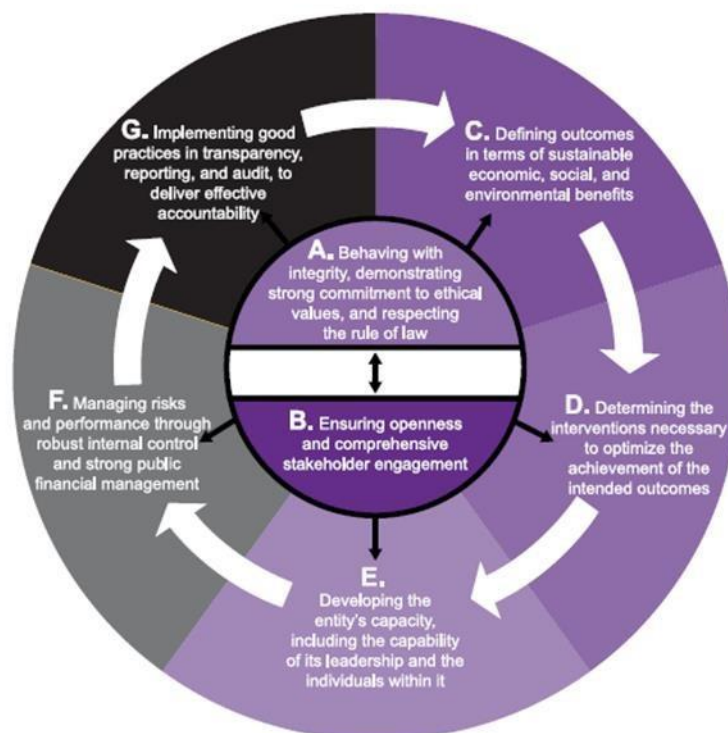 G. Implementing good
practices in transparency,
reporting, and audit, to
deliver effective
accountability
C. Defining outcomes
in terms of sustainable
economic, social, and
environmental benefits
A. Behaving with
integrity, demonstrating
strong commitment to ethical
values, and respecting
the rule of law
B. Ensuring openness
and comprehensive
stakeholder engagement
F. Managing risks
and performance through
robust internal control
and strong public
financial management
D. Determining the
interventions necessary
to optimize the
achievement of the
intended outcomes
E.
Developing the
entity's capacity,
including the capability
of its leadership and the
individuals within it